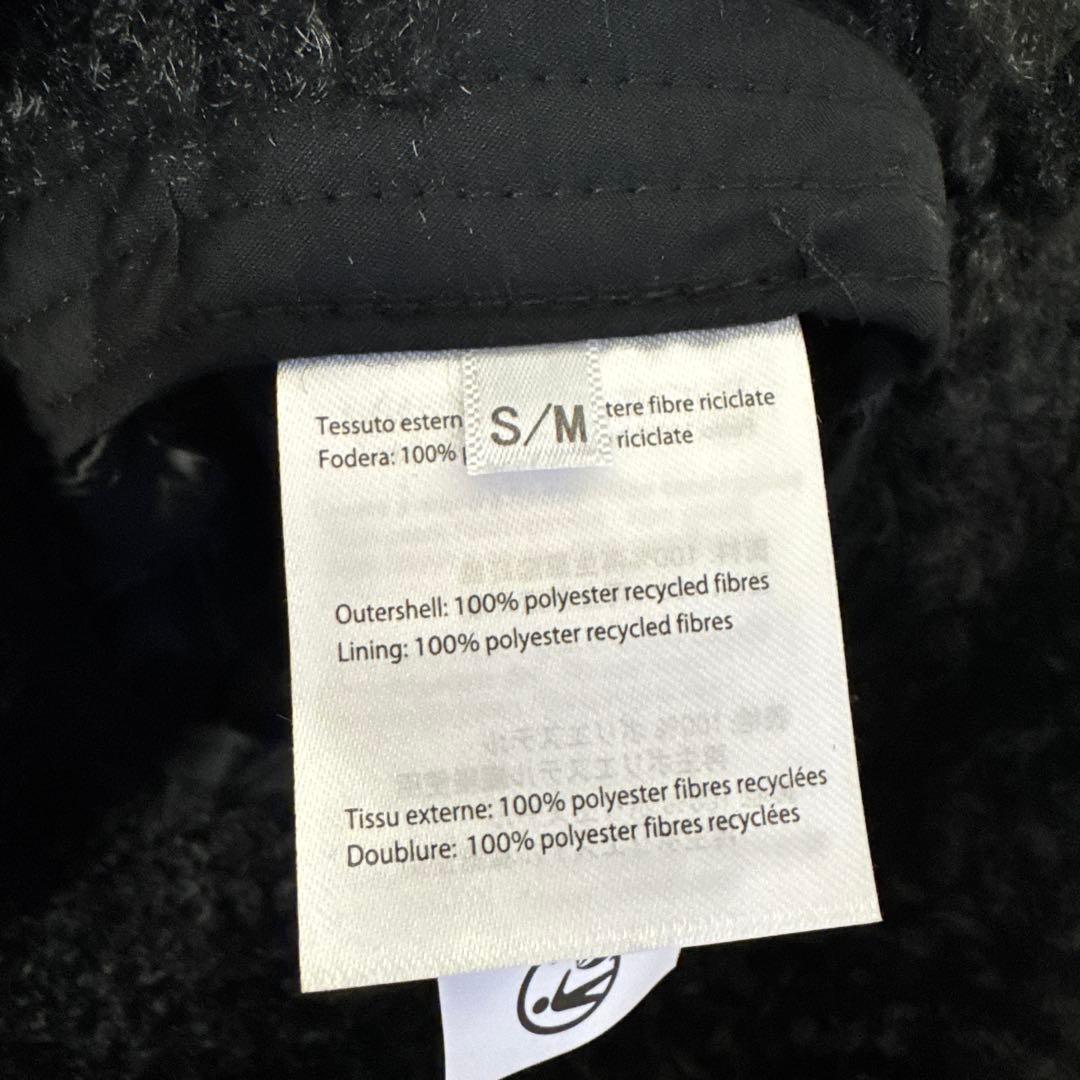 Tessuto estern
S/M
tere fibre riciclate
Fodera: 100%
riciclate
Outershell: 100% polyester recycled fibres
Lining: 100% polyester recycled fibres
Tissu externe: 100% polyester fibres recyclées
Doublure: 100% polyester fibres recyclées